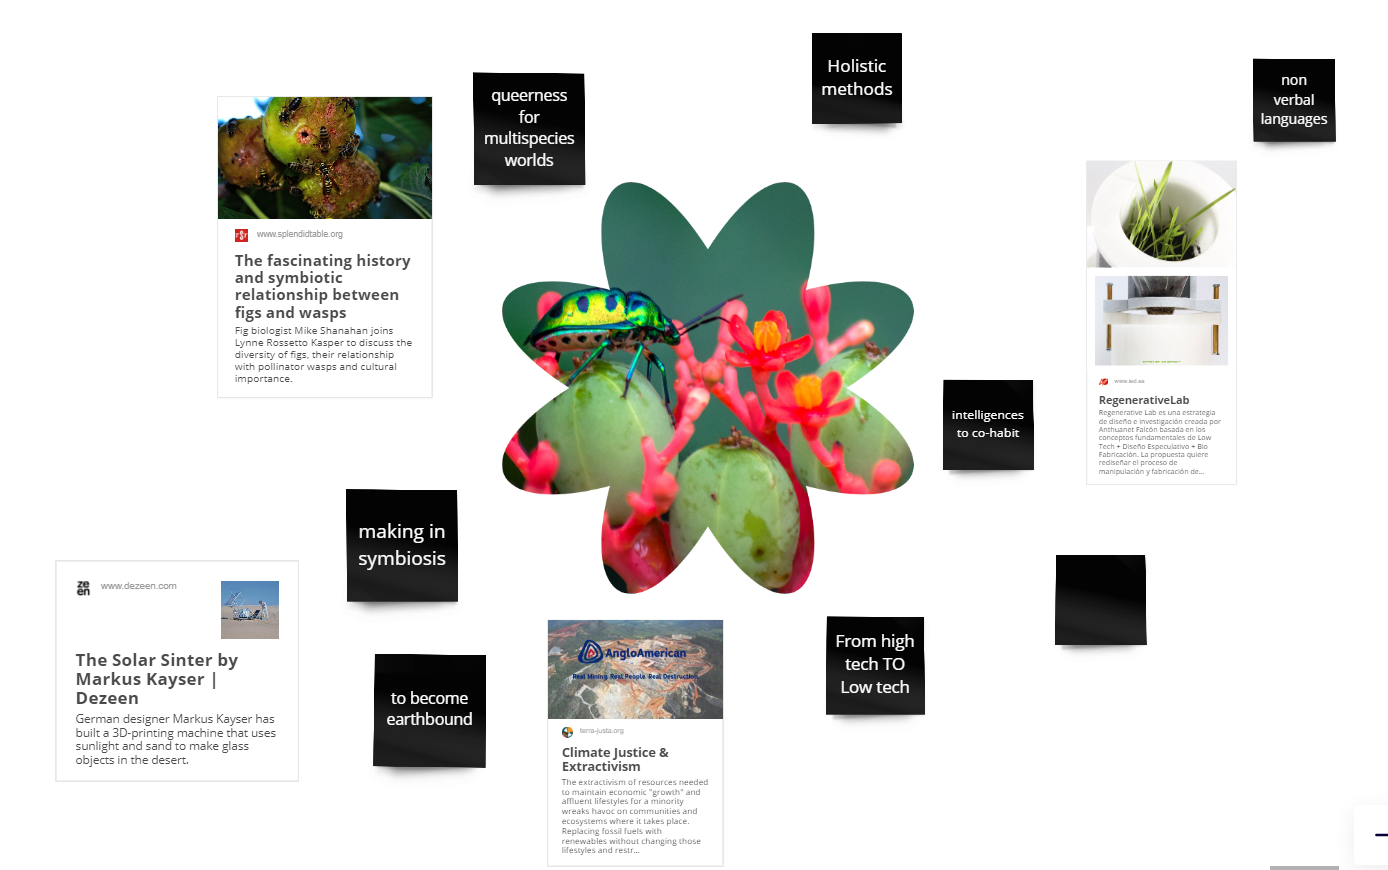 Holistic
methods
non
verbal
languages
queerness
for
multispecies
worlds
www.splendidtable.org
The fascinating history
and symbiotic
relationship between
figs and wasps
Fig biologist Mike Shanahan joins
Lynne Rossetto Kasper to discuss the
diversity of figs, their relationship
with pollinator wasps and cultural
importance.
intelligences
to co-habit
www.ied.es
RegenerativeLab
Regenerative Lab es una estrategia
de diseño e investigación creada por
Anthuanet Falcón basada en los
conceptos fundamentales de Low
Tech + Diseño Especulativo + Bio
Fabricación. La propuesta quiere
rediseñar el proceso de
manipulación y fabricación de...
making in
symbiosis
ze
en
www.dezeen.com
The Solar Sinter by
Markus Kayser |
Dezeen
German designer Markus Kayser has
built a 3D-printing machine that uses
sunlight and sand to make glass
objects in the desert.
to become
earthbound
AngloAmerican
Real Mining. Real People. Real Destruction.
terra-justa.org
Climate Justice &
Extractivism
The extractivism of resources needed
to maintain economic "growth" and
affluent lifestyles for a minority
wreaks havoc on communities and
ecosystems where it takes place.
Replacing fossil fuels with
renewables without changing those
lifestyles and restr...
From high
tech TO
Low tech